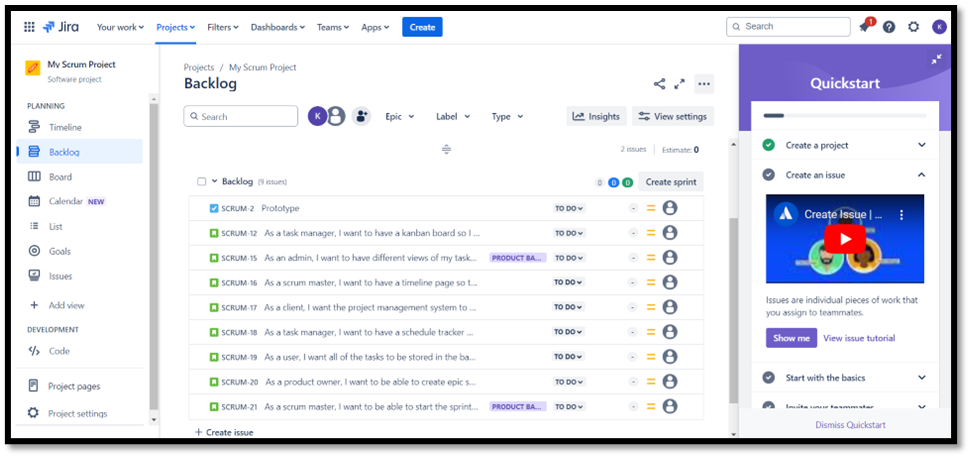 Jira Your work Projects Filters Dashboards Teams Apps Create Search 1 ? K
My Scrum Project
Software project
PLANNING
Timeline
Backlog
Board
Calendar NEW
List
Goals
Issues
+ Add view
DEVELOPMENT
Code
Project pages
Project settings
Projects / My Scrum Project
Backlog
Search K Epic Label Type Insights View settings
2 issues Estimate: 0
Backlog (9 issues) 0 0 0 Create sprint
SCRUM-2 Prototype TO DO -
SCRUM-12 As a task manager, I want to have a kanban board so I ... TO DO -
SCRUM-15 As an admin, I want to have different views of my task... PRODUCT BA... TO DO -
SCRUM-16 As a scrum master, I want to have a timeline page so t... TO DO -
SCRUM-17 As a client, I want the project management system to ... TO DO -
SCRUM-18 As a task manager, I want to have a schedule tracker ... TO DO -
SCRUM-19 As a user, I want all of the tasks to be stored in the ba... TO DO -
SCRUM-20 As a product owner, I want to be able to create epic s... TO DO -
SCRUM-21 As a scrum master, I want to be able to start the sprint... PRODUCT BA... TO DO -
+ Create issue
Quickstart
Create a project
Create an issue
Create Issue | ...
Issues are individual pieces of work that
you assign to teammates.
Show me View issue tutorial
Start with the basics
Invite your teammates
Dismiss Quickstart